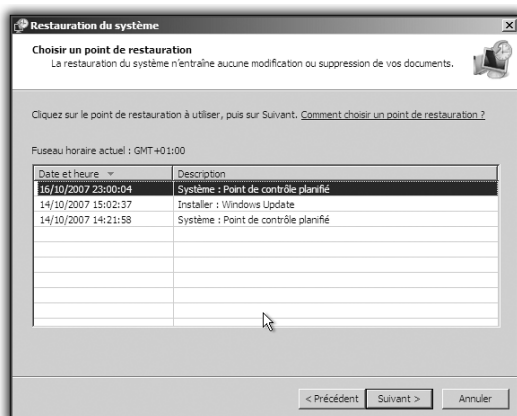 Restauration du système
Choisir un point de restauration
La restauration du système n'entraîne aucune modification ou suppression de vos documents.
Cliquez sur le point de restauration à utiliser, puis sur Suivant. Comment choisir un point de restauration ?
Fuseau horaire actuel : GMT+01:00
Date et heure Description
16/10/2007 23:00:04 Système : Point de contrôle planifié
14/10/2007 15:02:37 Installer : Windows Update
14/10/2007 14:21:58 Système : Point de contrôle planifié
< Précédent Suivant > Annuler